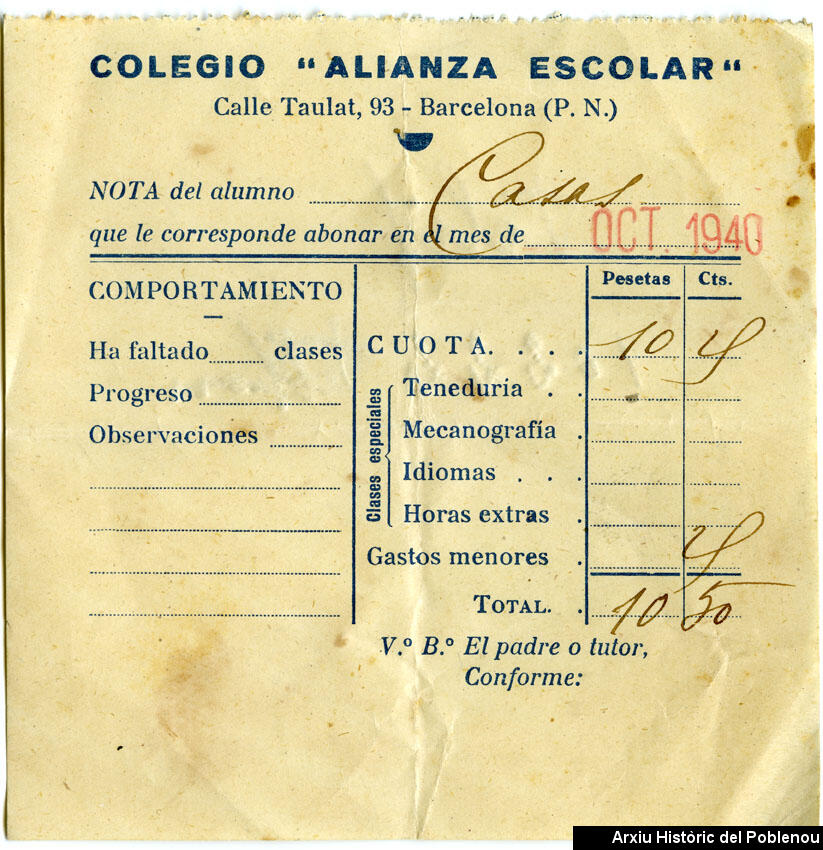 COLEGIO "ALIANZA ESCOLAR"
Calle Taulat, 93 - Barcelona (P. N.)
NOTA del alumno Casas
que le corresponde abonar en el mes de OCT. 1940
Pesetas Cts.
COMPORTAMIENTO
Ha faltado clases
Progreso
Observaciones
CUOTA. . . . 10
Clases especiales
Teneduria . .
Mecanografía .
Idiomas . . .
Horas extras .
Gastos menores .
TOTAL. . 10 50
V.º B.º El padre o tutor,
Conforme:
Arxiu Històric del Poblenou